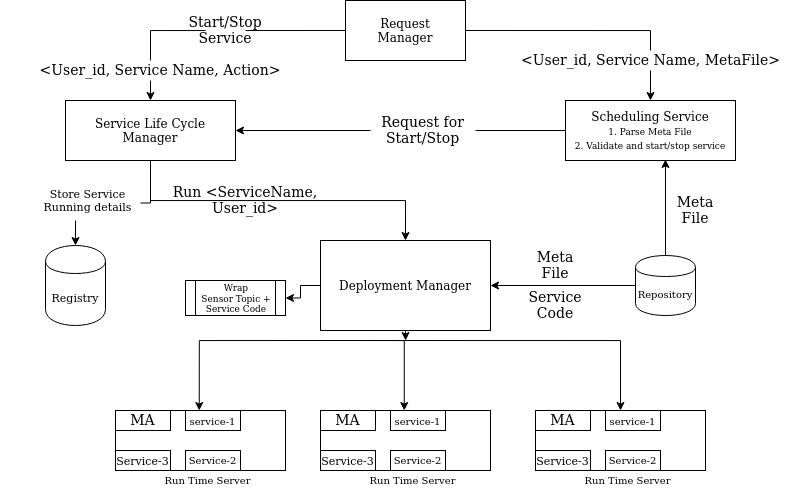 Start/Stop
Service
Request
Manager
<User_id, Service Name, Action>
<User_id, Service Name, MetaFile>
Service Life Cycle
Manager
Request for
Start/Stop
Scheduling Service
1. Parse Meta File
2. Validate and start/stop service
Store Service
Running details
Run <ServiceName,
User_id>
Meta
File
Registry
Wrap
Sensor Topic +
Service Code
Deployment Manager
Meta
File
Service
Code
Repository
MA
service-1
Service-3
Service-2
Run Time Server
MA
service-1
Service-3
Service-2
Run Time Server
MA
service-1
Service-3
Service-2
Run Time Server